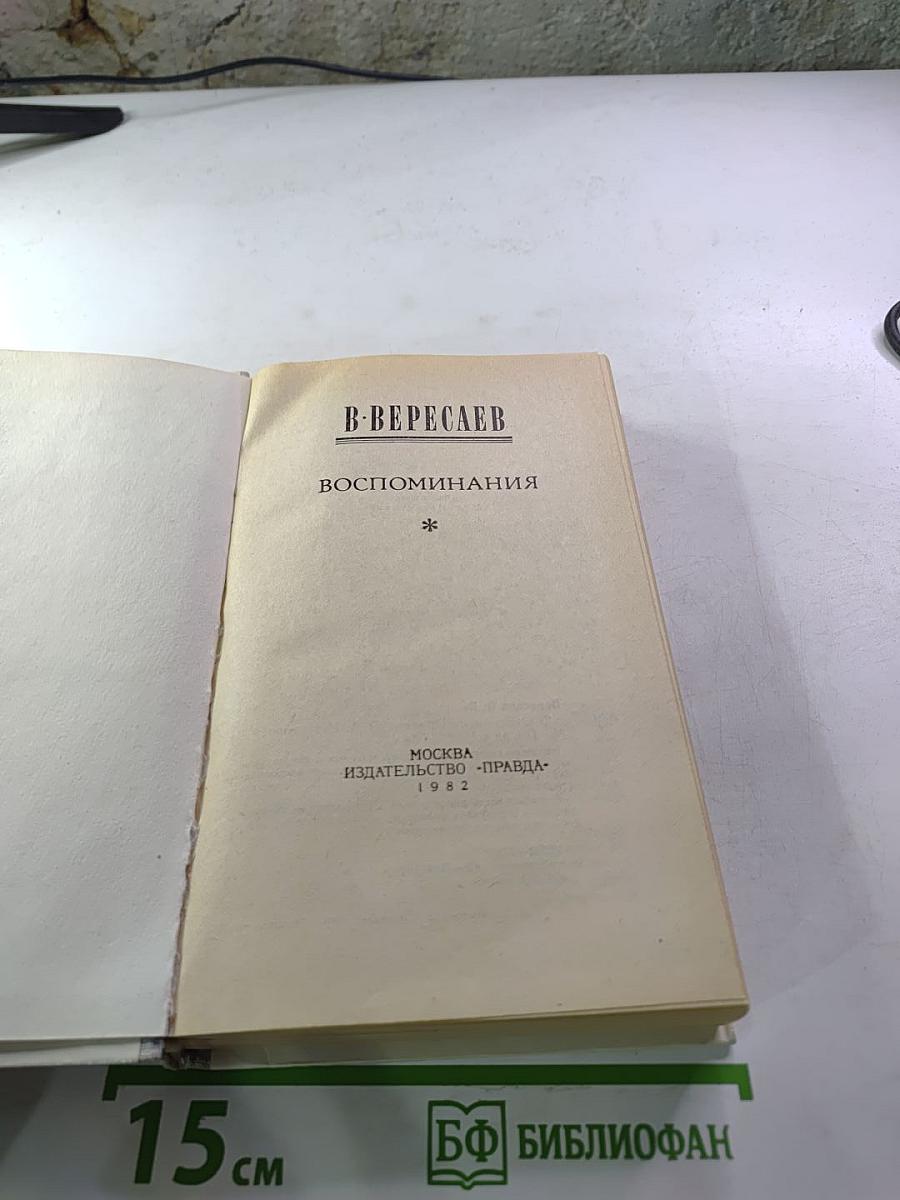 В·ВЕРЕСАЕВ
ВОСПОМИНАНИЯ
*
МОСКВА
ИЗДАТЕЛЬСТВО «ПРАВДА»
1982
15 см
БФ БИБЛИОФАН